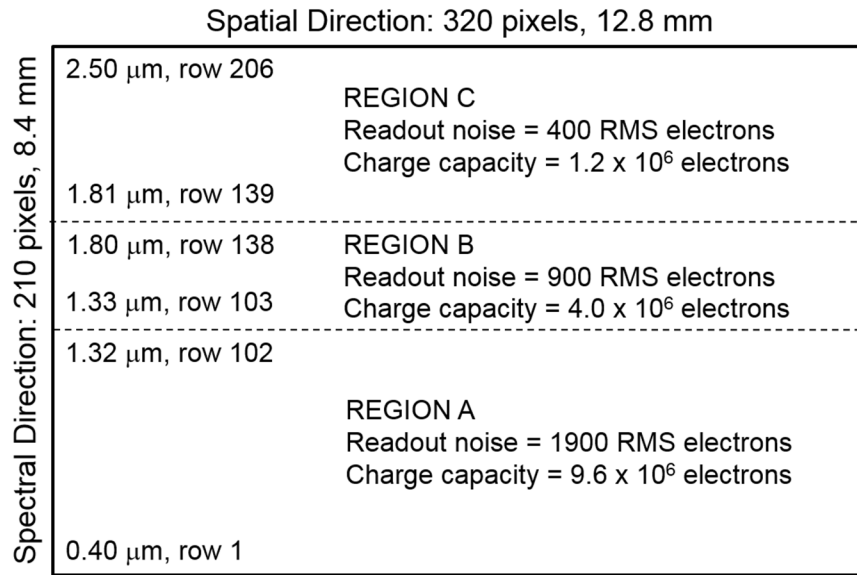 Spatial Direction: 320 pixels, 12.8 mm
Spectral Direction: 210 pixels, 8.4 mm
2.50 μm, row 206
REGION C
Readout noise = 400 RMS electrons
Charge capacity = 1.2 x 10⁶ electrons
1.81 μm, row 139
1.80 μm, row 138
REGION B
Readout noise = 900 RMS electrons
1.33 μm, row 103
Charge capacity = 4.0 x 10⁶ electrons
1.32 μm, row 102
REGION A
Readout noise = 1900 RMS electrons
Charge capacity = 9.6 x 10⁶ electrons
0.40 μm, row 1